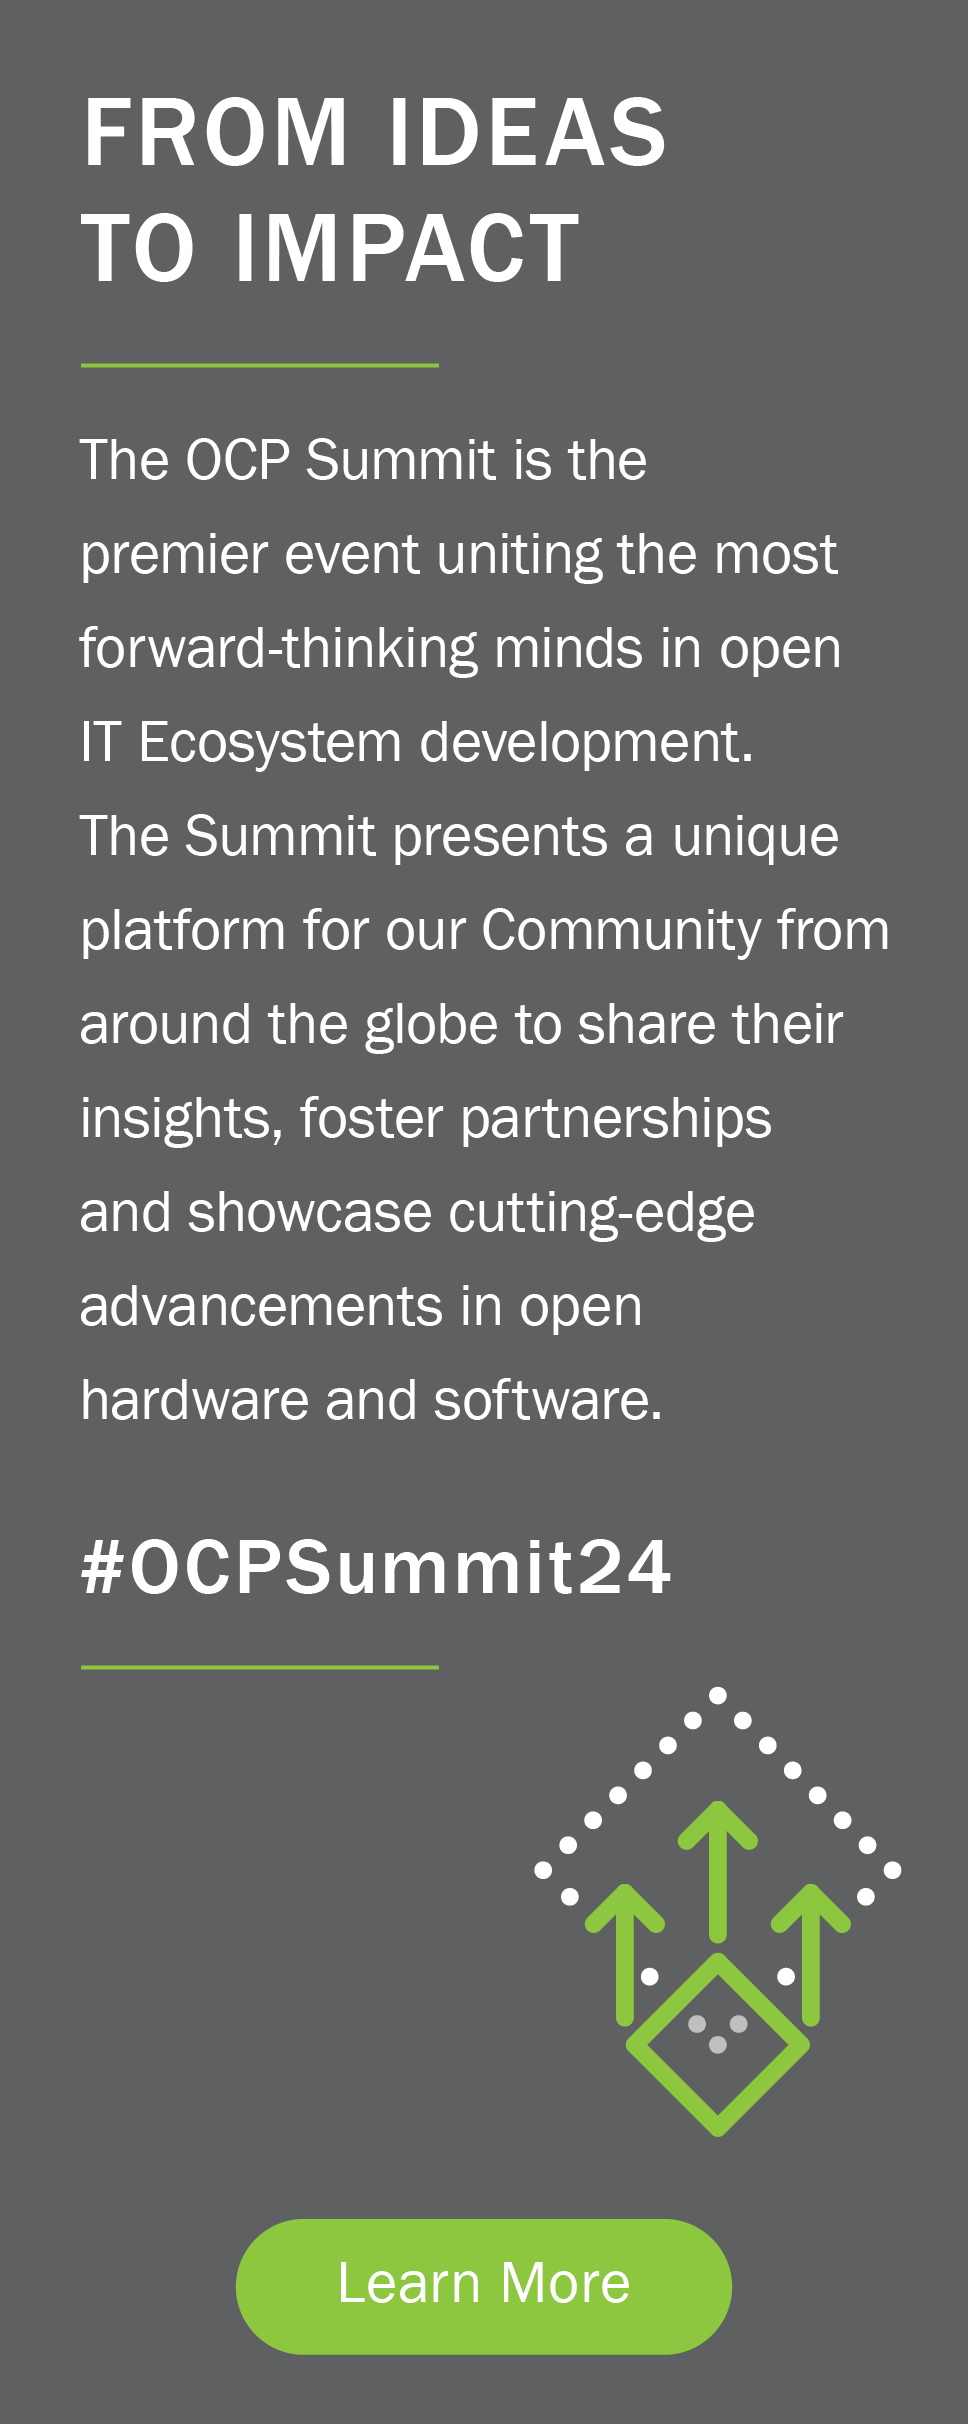 FROM IDEAS
TO IMPACT
The OCP Summit is the
premier event uniting the most
forward-thinking minds in open
IT Ecosystem development.
The Summit presents a unique
platform for our Community from
around the globe to share their
insights, foster partnerships
and showcase cutting-edge
advancements in open
hardware and software.
#OCPSummit24
Learn More